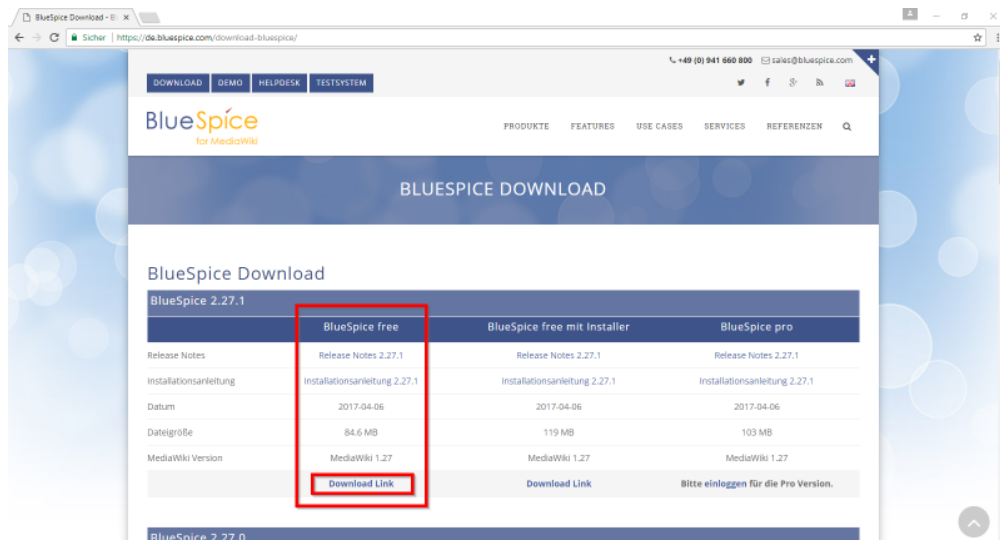 BlueSpice Download - Bl
Sicher | https://de.bluespice.com/download-bluespice/
+49 (0) 941 660 800 sales@bluespice.com
DOWNLOAD DEMO HELPDESK TESTSYSTEM
BlueSpice
for MediaWiki
PRODUKTE FEATURES USE CASES SERVICES REFERENZEN
BLUESPICE DOWNLOAD
BlueSpice Download
BlueSpice 2.27.1
BlueSpice free BlueSpice free mit Installer BlueSpice pro
Release Notes Release Notes 2.27.1 Release Notes 2.27.1 Release Notes 2.27.1
Installationsanleitung Installationsanleitung 2.27.1 Installationsanleitung 2.27.1 Installationsanleitung 2.27.1
Datum 2017-04-06 2017-04-06 2017-04-06
Dateigröße 84.6 MB 119 MB 103 MB
MediaWiki Version MediaWiki 1.27 MediaWiki 1.27 MediaWiki 1.27
Download Link Download Link Bitte einloggen für die Pro Version.
BlueSpice 2.27.0